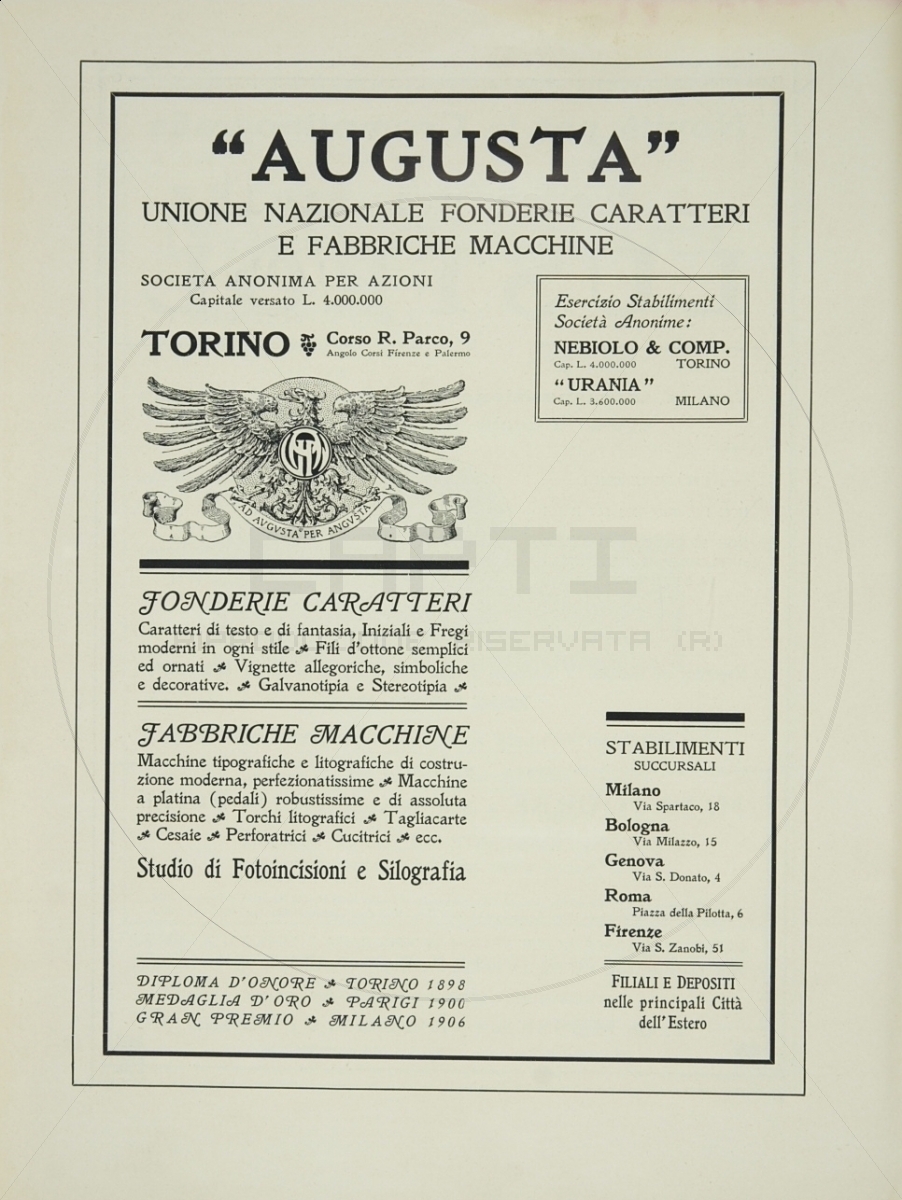 “AUGUSTA”
UNIONE NAZIONALE FONDERIE CARATTERI
E FABBRICHE MACCHINE
SOCIETA ANONIMA PER AZIONI
Capitale versato L. 4.000.000
TORINO Corso R. Parco, 9
Angolo Corsi Firenze e Palermo
AD AVGVSTA PER ANGVSTA
Esercizio Stabilimenti
Società Anonime:
NEBIOLO & COMP.
Cap. L. 4.000.000 TORINO
“URANIA”
Cap. L. 3.600.000 MILANO
CAPTI
RISERVATA (R)
FONDERIE CARATTERI
Caratteri di testo e di fantasia, Iniziali e Fregi
moderni in ogni stile Fili d'ottone semplici
ed ornati Vignette allegoriche, simboliche
e decorative. Galvanotipia e Stereotipia
FABBRICHE MACCHINE
Macchine tipografiche e litografiche di costru-
zione moderna, perfezionatissime Macchine
a platina (pedali) robustissime e di assoluta
precisione Torchi litografici Tagliacarte
Cesaie Perforatrici Cucitrici ecc.
Studio di Fotoincisioni e Silografia
DIPLOMA D'ONORE TORINO 1898
MEDAGLIA D'ORO PARIGI 1900
GRAN PREMIO MILANO 1906
STABILIMENTI
SUCCURSALI
Milano
Via Spartaco, 18
Bologna
Via Milazzo, 15
Genova
Via S. Donato, 4
Roma
Piazza della Pilotta, 6
Firenze
Via S. Zanobi, 51
FILIALI E DEPOSITI
nelle principali Città
dell'Estero